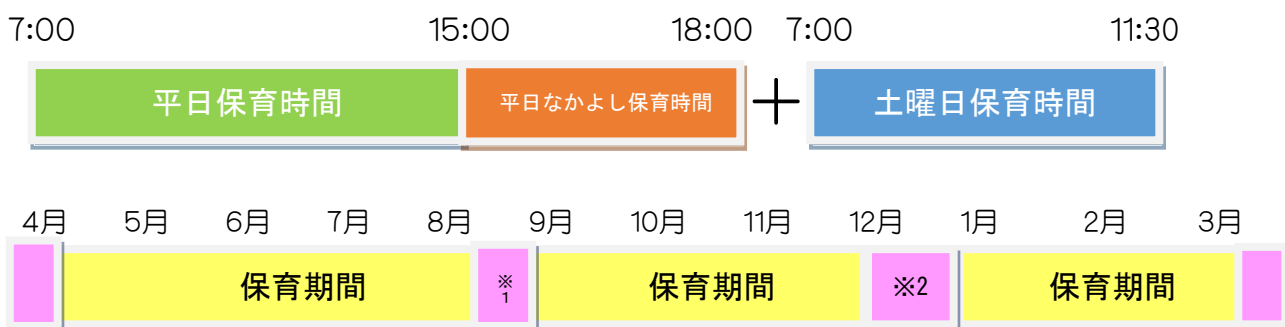 7:00 15:00 18:00 7:00 11:30
平日保育時間 平日なかよし保育時間 + 土曜日保育時間
4月 5月 6月 7月 8月 9月 10月 11月 12月 1月 2月 3月
保育期間 ※1 保育期間 ※2 保育期間